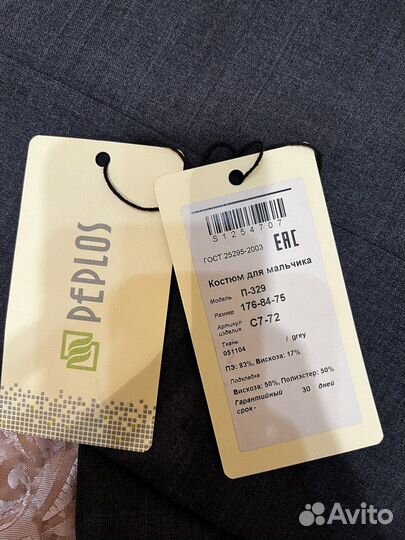 PEPLOS
S1254707
ГОСТ 25295-2003 EAC
Костюм для мальчика
Модель П-329
Размер 176-84-75
Артикул изделия С7-72
Ткань
051104 / grey
ПЭ: 83%, Вискоза: 17%
Подкладка
Вискоза: 50%, Полиэстер: 50%
Гарантийный 30 дней
срок-
Avito